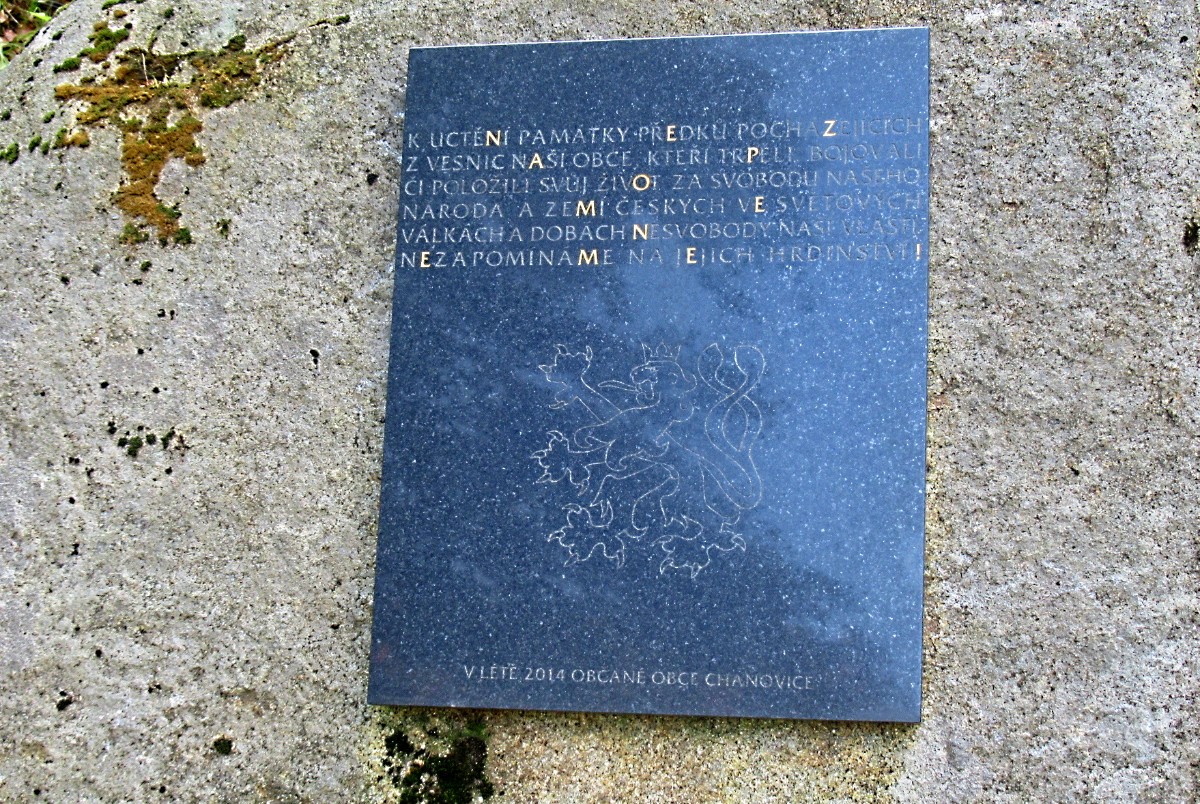 K UCTĚNÍ PAMÁTKY PŘEDKŮ POCHÁZEJÍCÍCH
Z VESNIC NAŠÍ OBCE, KTEŘÍ TRPĚLI, BOJOVALI
ČI POLOŽILI SVŮJ ŽIVOT ZA SVOBODU NAŠEHO
NÁRODA A ZEMÍ ČESKÝCH VE SVĚTOVÝCH
VÁLKÁCH A DOBÁCH NESVOBODY NAŠÍ VLASTI.
NEZAPOMÍNÁME NA JEJICH HRDINSTVÍ!
V LÉTĚ 2014 OBČANÉ OBCE CHANOVICE